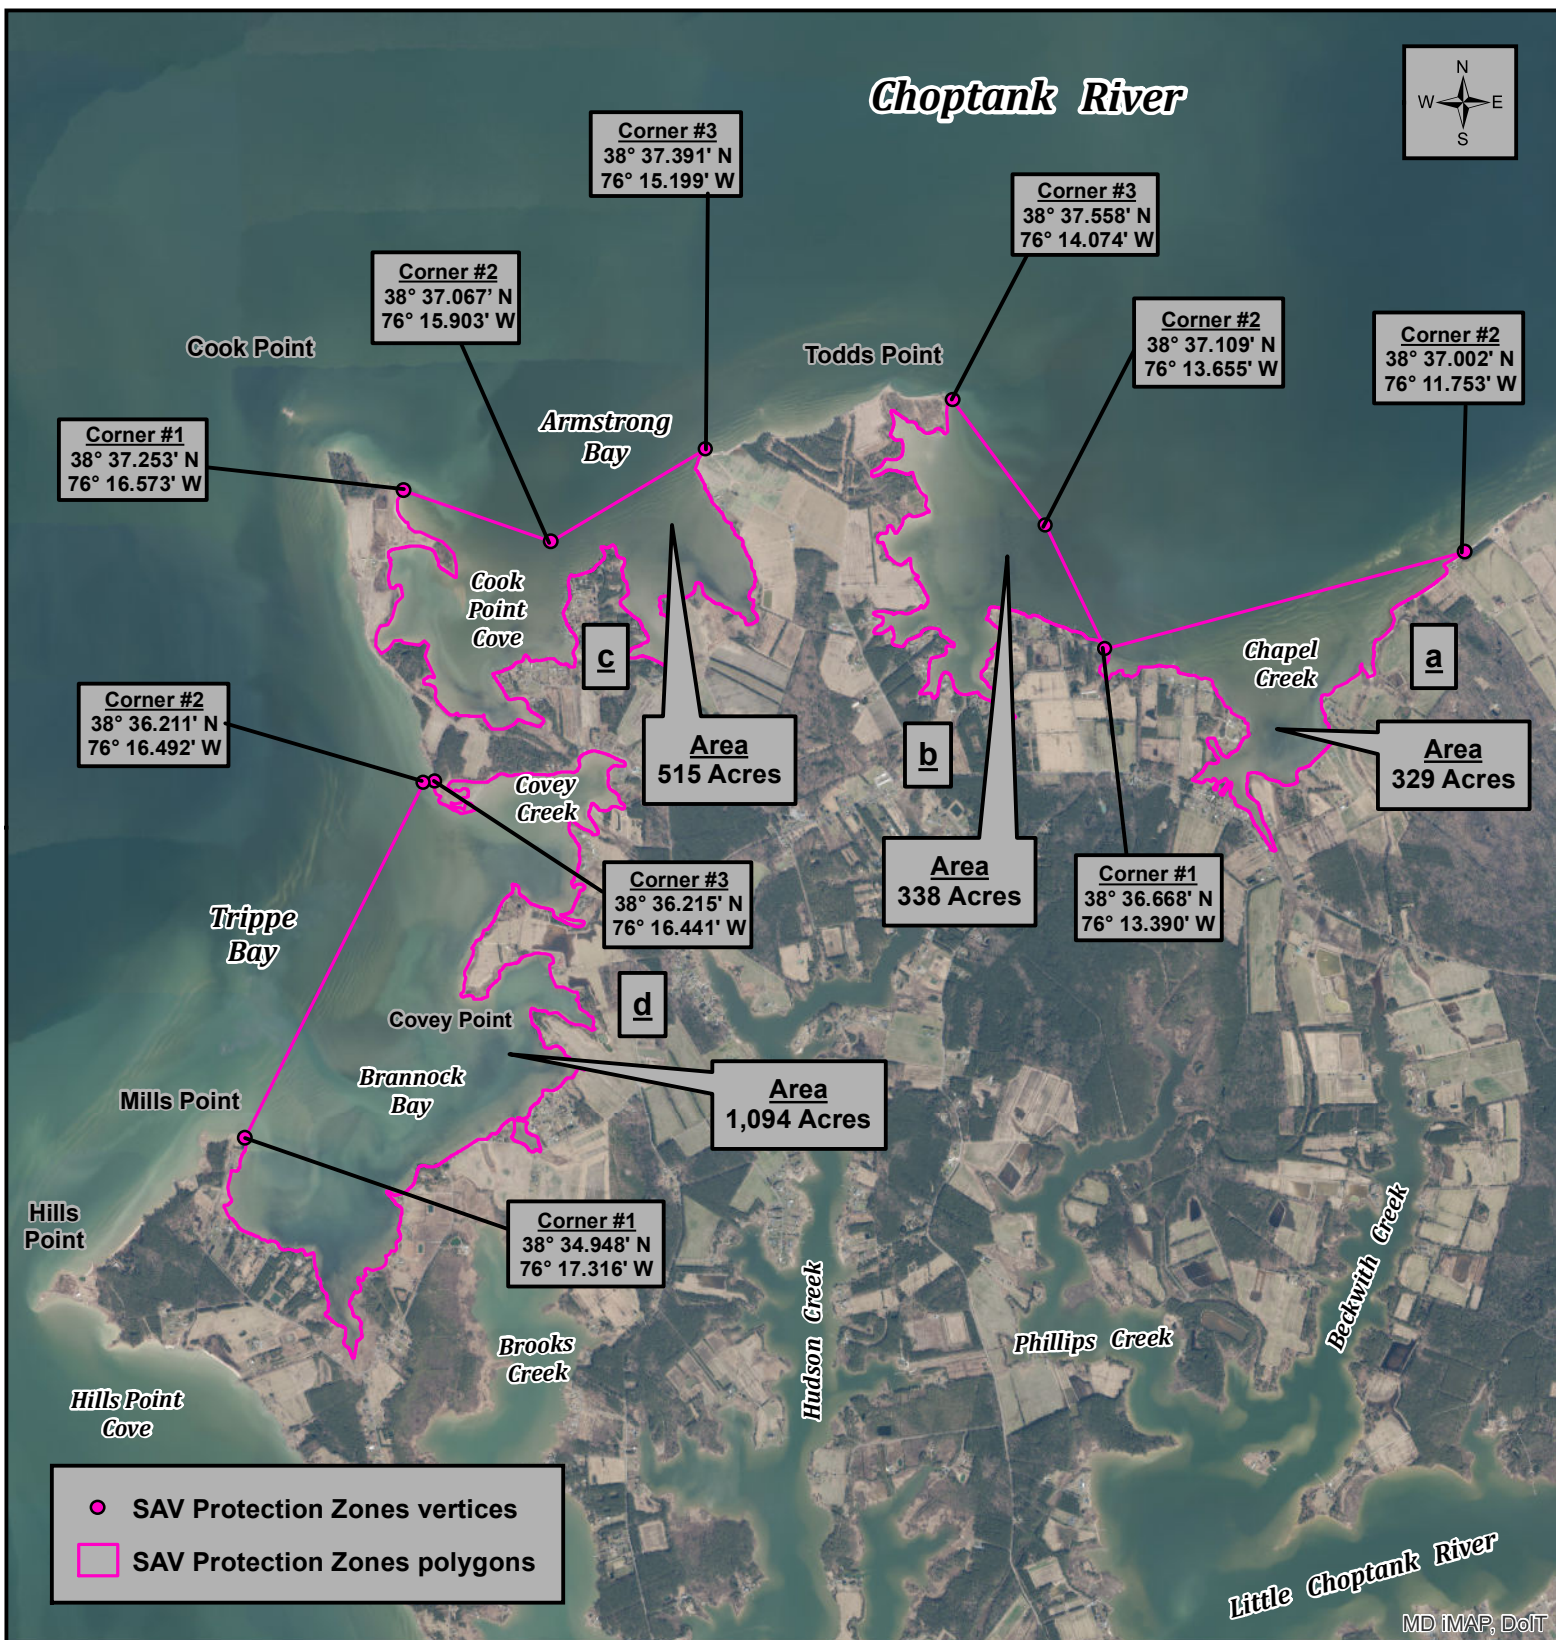 Choptank River
N
W E
S
Corner #3
38° 37.391' N
76° 15.199' W
Corner #3
38° 37.558' N
76° 14.074' W
Corner #2
38° 37.067’ N
76° 15.903' W
Corner #2
38° 37.109' N
76° 13.655' W
Corner #2
38° 37.002' N
76° 11.753' W
Cook Point
Todds Point
Corner #1
38° 37.253' N
76° 16.573' W
Armstrong
Bay
Cook
Point
Cove
c
Chapel
Creek
a
Corner #2
38° 36.211' N
76° 16.492' W
Area
515 Acres
b
Area
329 Acres
Covey
Creek
Corner #3
38° 36.215' N
76° 16.441' W
Area
338 Acres
Corner #1
38° 36.668' N
76° 13.390' W
Trippe
Bay
d
Covey Point
Brannock
Bay
Area
1,094 Acres
Mills Point
Hills
Point
Corner #1
38° 34.948' N
76° 17.316' W
Brooks
Creek
Hudson Creek
Phillips Creek
Beckwith Creek
Hills Point
Cove
SAV Protection Zones vertices
SAV Protection Zones polygons
Little Choptank River
MD iMAP, DoIT